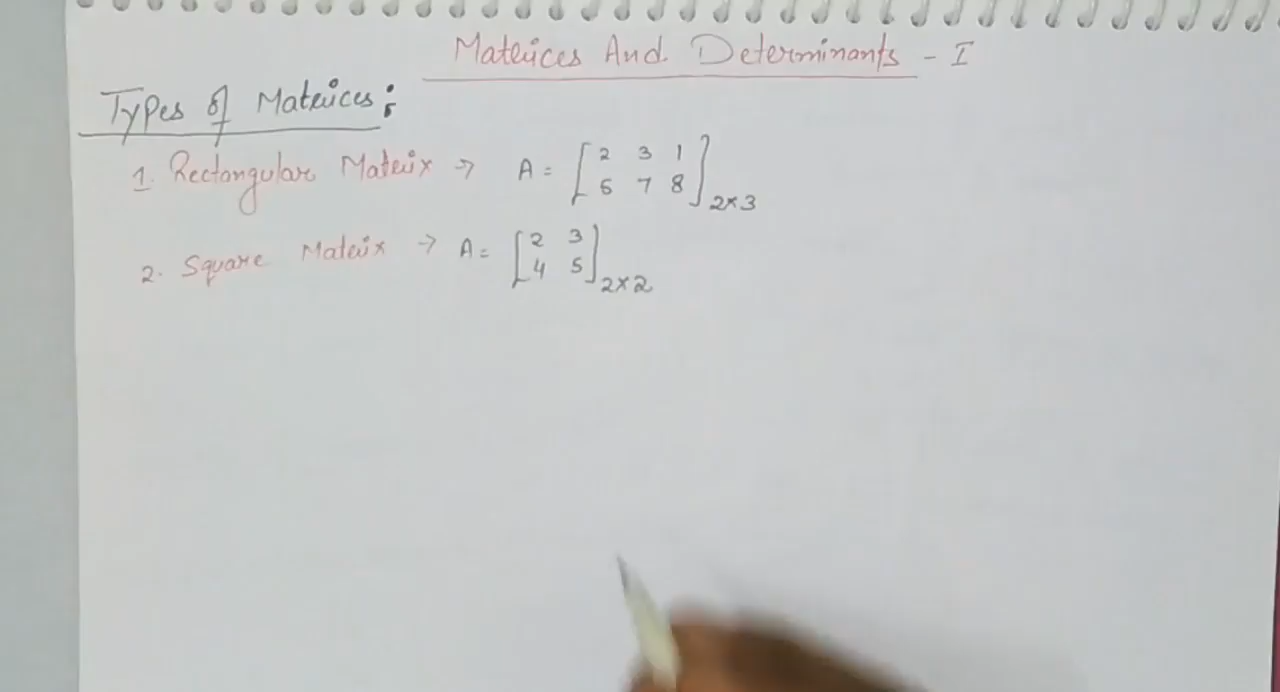 Matrices And Determinants - I
Types of Matrices:
1. Rectangular Matrix → A = [2 3 1
6 7 8] 2×3
2. Square Matrix → A = [2 3
4 5] 2×2